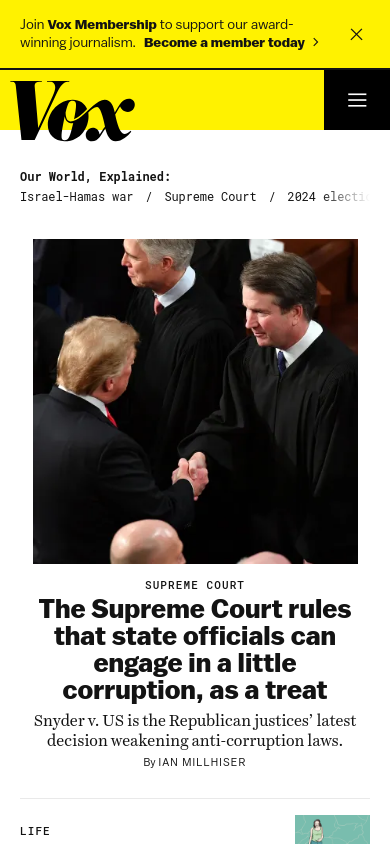 Join Vox Membership to support our award-
winning journalism. Become a member today
Vox
Our World, Explained:
Israel-Hamas war / Supreme Court / 2024 electi
SUPREME COURT
The Supreme Court rules
that state officials can
engage in a little
corruption, as a treat
Snyder v. US is the Republican justices’ latest
decision weakening anti-corruption laws.
By IAN MILLHISER
LIFE